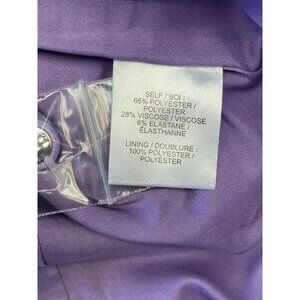 SELF / SOI :
66% POLYESTER /
POLYESTER
28% VISCOSE / VISCOSE
6% ELASTANE /
ELASTHANNE
LINING / DOUBLURE :
100% POLYESTER /
POLYESTER